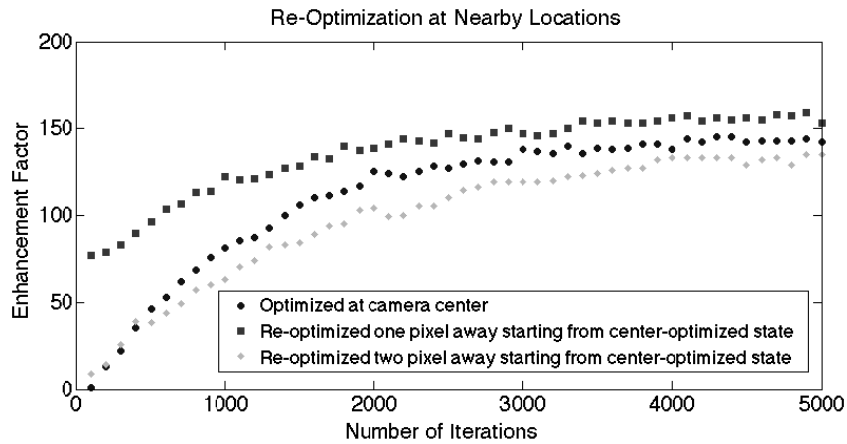 Re-Optimization at Nearby Locations
200
150
100
50
0
Enhancement Factor
Optimized at camera center
Re-optimized one pixel away starting from center-optimized state
Re-optimized two pixel away starting from center-optimized state
0 1000 2000 3000 4000 5000
Number of Iterations